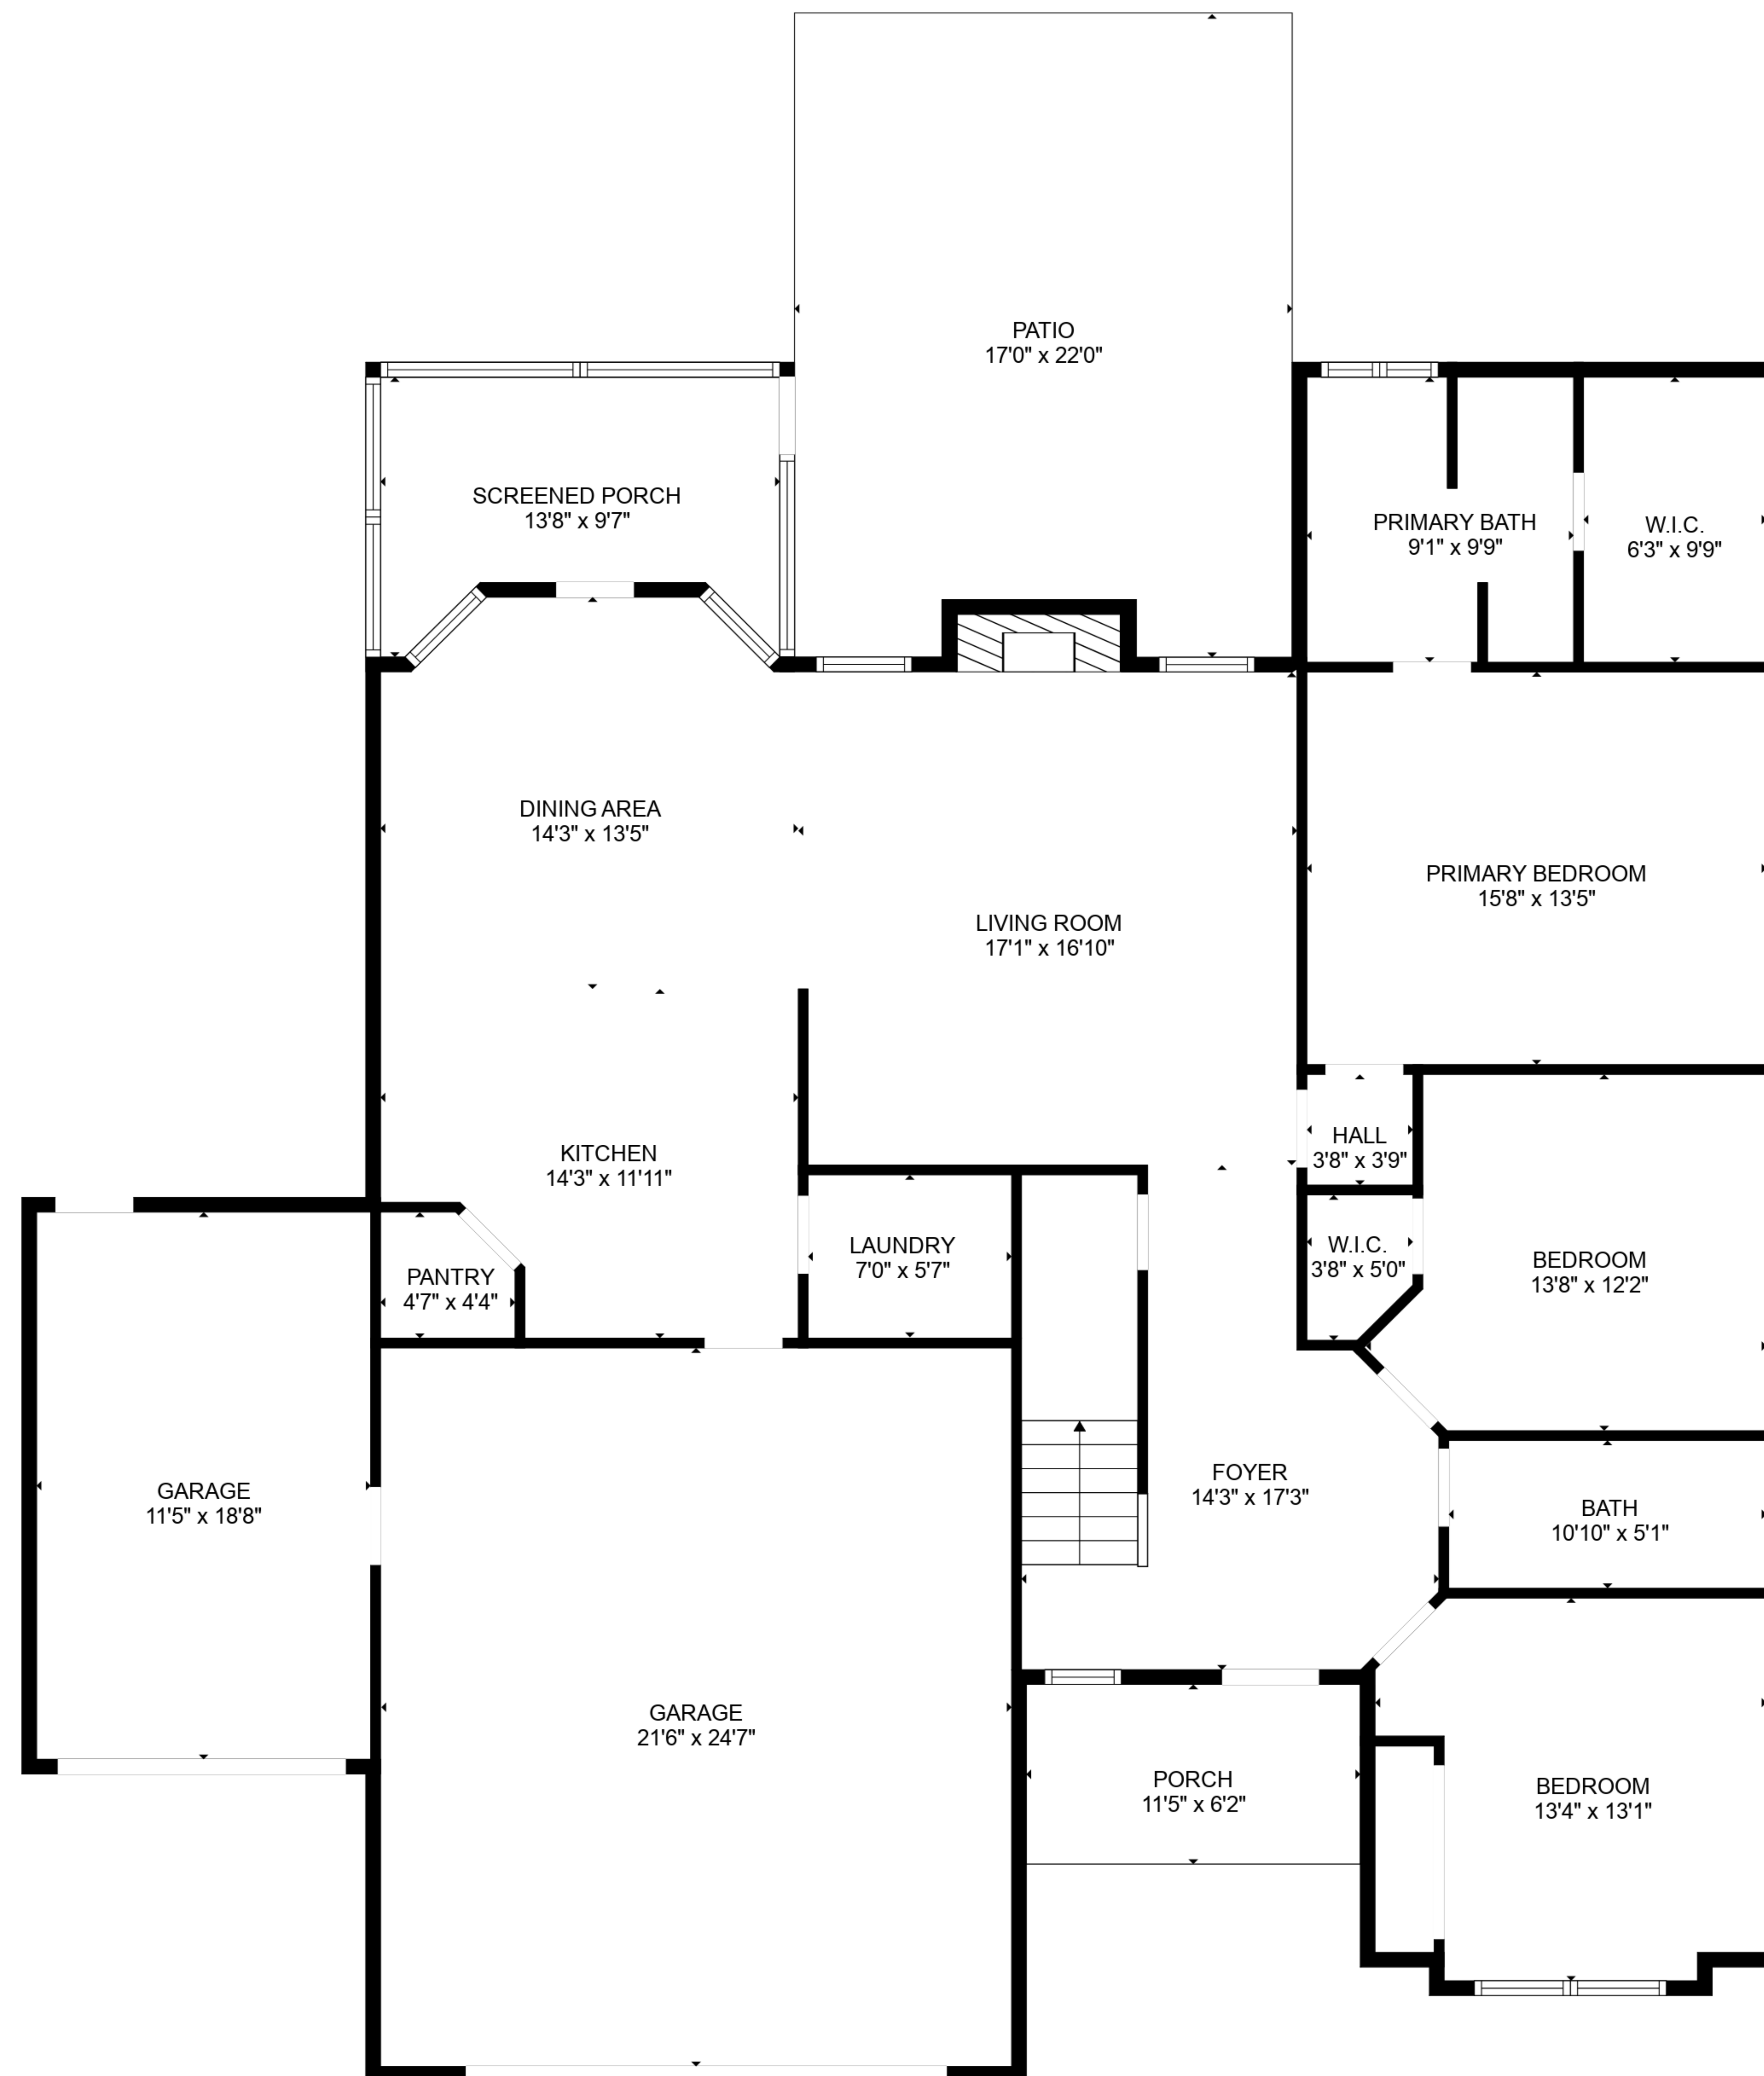 PATIO
17'0" x 22'0"
SCREENED PORCH
13'8" x 9'7"
PRIMARY BATH
9'1" x 9'9"
W.I.C.
6'3" x 9'9"
DINING AREA
14'3" x 13'5"
PRIMARY BEDROOM
15'8" x 13'5"
LIVING ROOM
17'1" x 16'10"
HALL
3'8" x 3'9"
KITCHEN
14'3" x 11'11"
W.I.C.
3'8" x 5'0"
LAUNDRY
7'0" x 5'7"
BEDROOM
13'8" x 12'2"
PANTRY
4'7" x 4'4"
FOYER
14'3" x 17'3"
GARAGE
11'5" x 18'8"
BATH
10'10" x 5'1"
GARAGE
21'6" x 24'7"
PORCH
11'5" x 6'2"
BEDROOM
13'4" x 13'1"